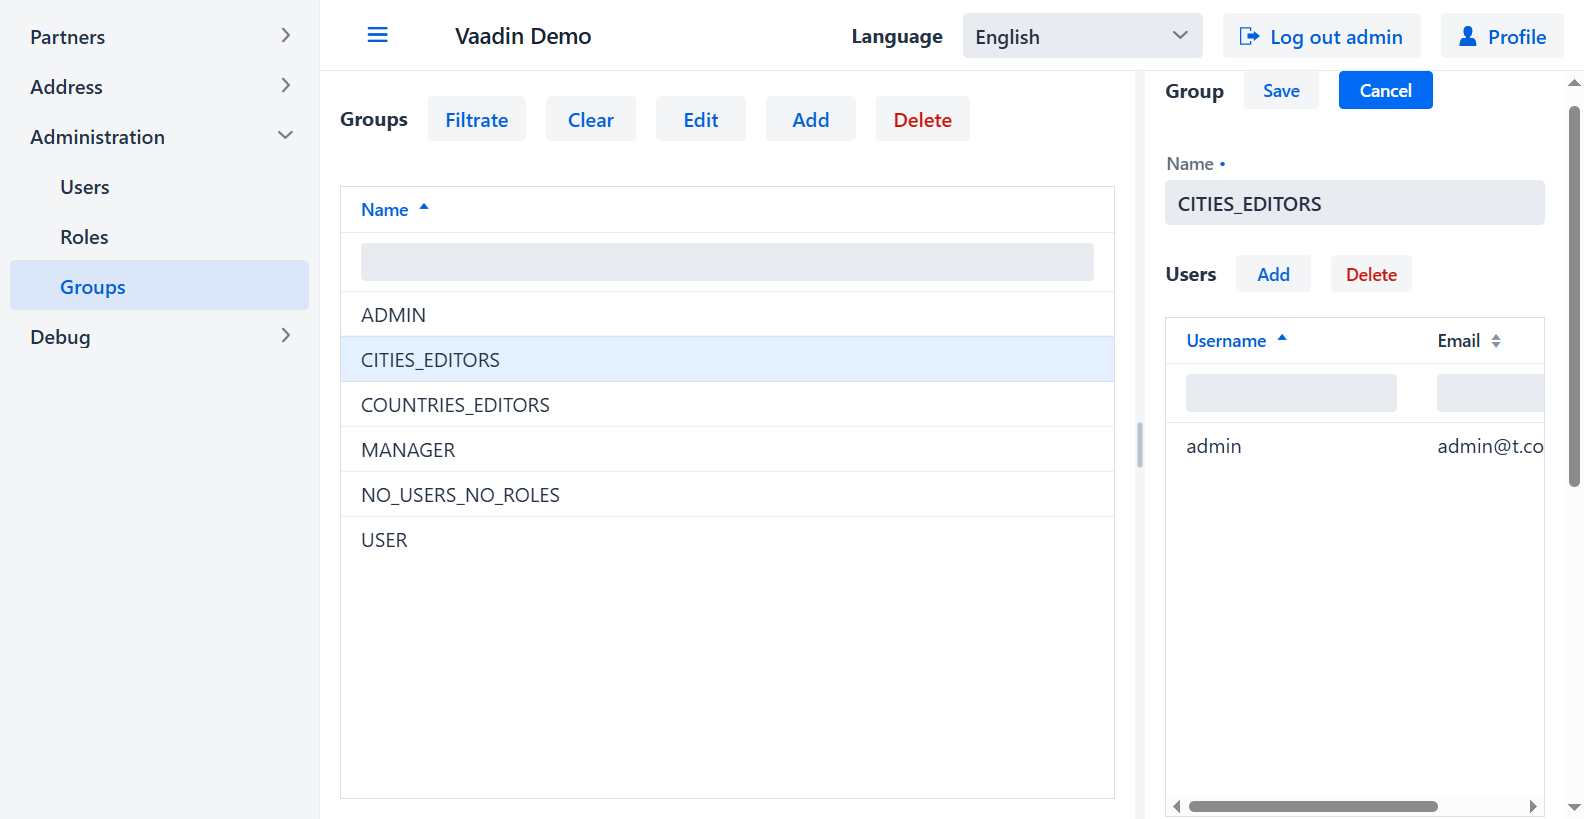 Partners
Address
Administration
Users
Roles
Groups
Debug
Vaadin Demo
Language
English
Log out admin
Profile
Groups
Filtrate
Clear
Edit
Add
Delete
Name
ADMIN
CITIES_EDITORS
COUNTRIES_EDITORS
MANAGER
NO_USERS_NO_ROLES
USER
Group
Save
Cancel
Name •
CITIES_EDITORS
Users
Add
Delete
Username
Email
admin
admin@t.co